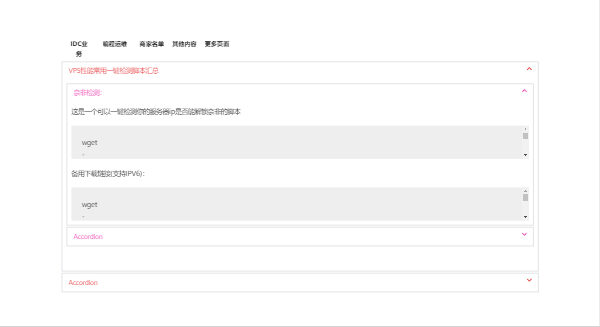 IDC业务 编程运维 商家名单 其他内容 更多页面
VPS性能常用一键检测脚本汇总
奈非检测:
这是一个可以一键检测你的服务器ip是否能解锁奈非的脚本
wget
备用下载链接(支持IPV6):
wget
Accordion
Accordion